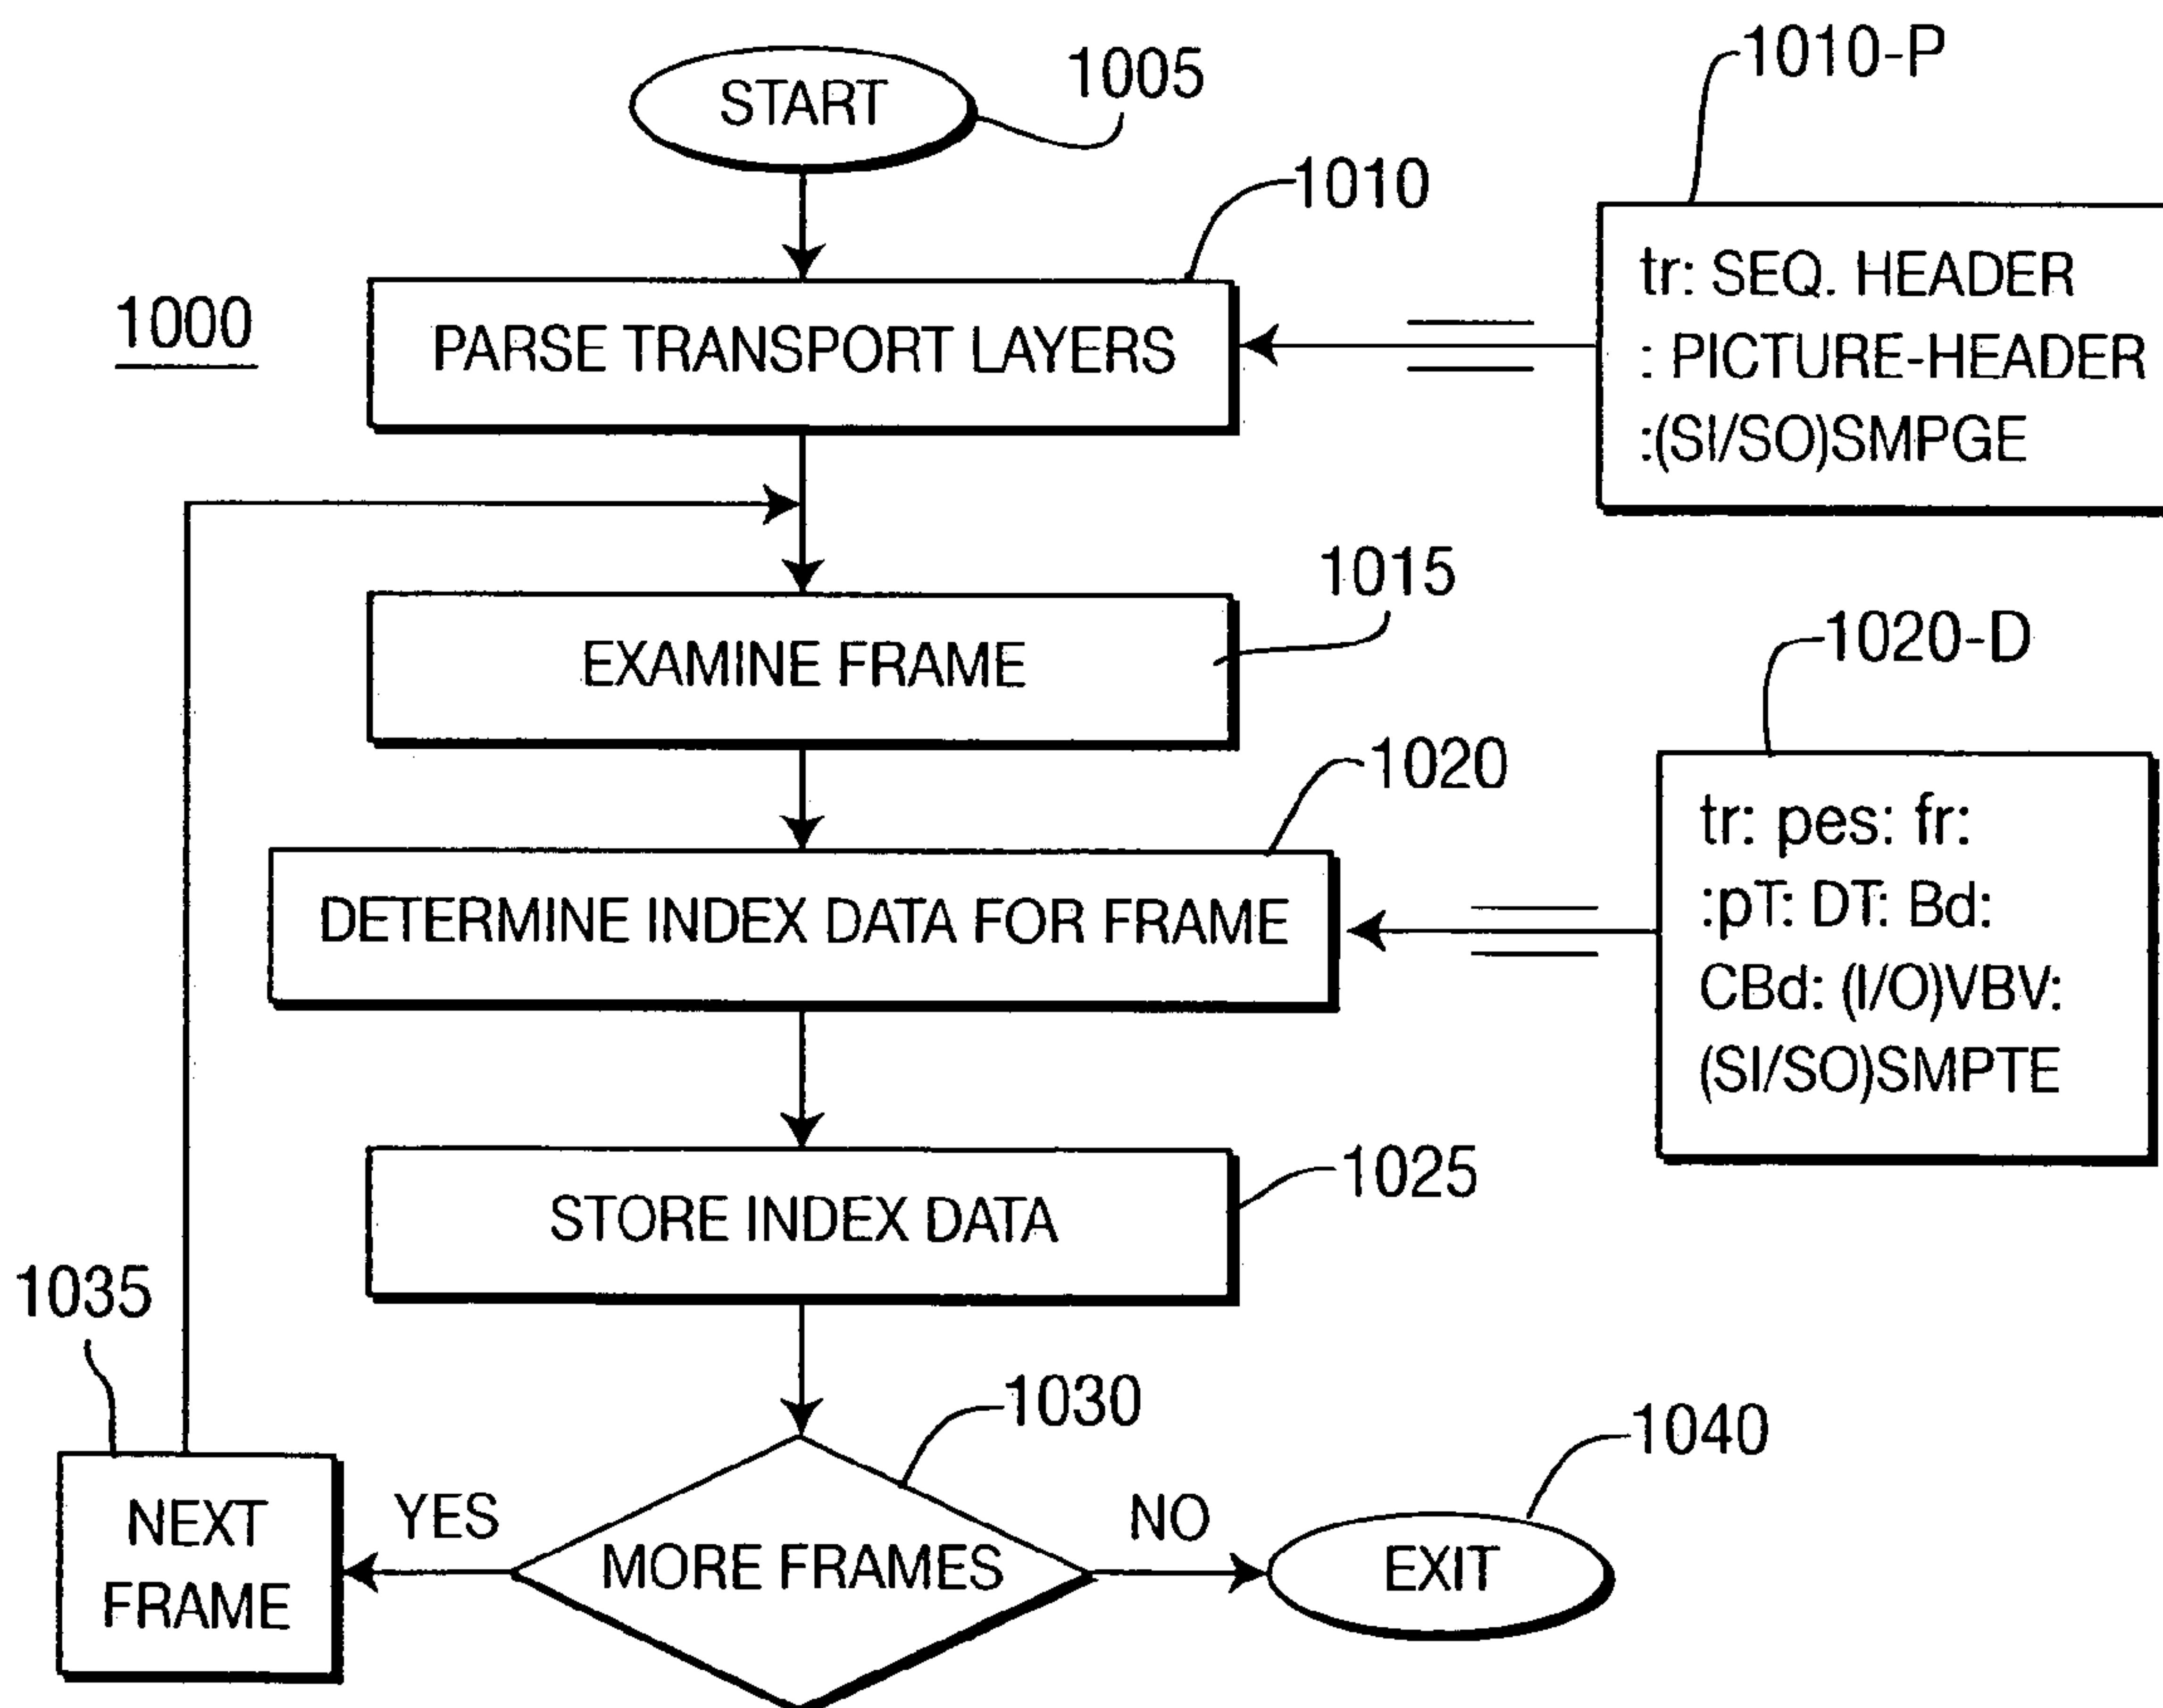 1000
START
1005
1010-P
PARSE TRANSPORT LAYERS
1010
tr: SEQ. HEADER
: PICTURE-HEADER
:(SI/SO)SMPGE
EXAMINE FRAME
1015
DETERMINE INDEX DATA FOR FRAME
1020
1020-D
tr: pes: fr:
:pT: DT: Bd:
CBd: (I/O)VBV:
(SI/SO)SMPTE
STORE INDEX DATA
1025
MORE FRAMES
1030
YES
NO
1035
NEXT
FRAME
1040
EXIT